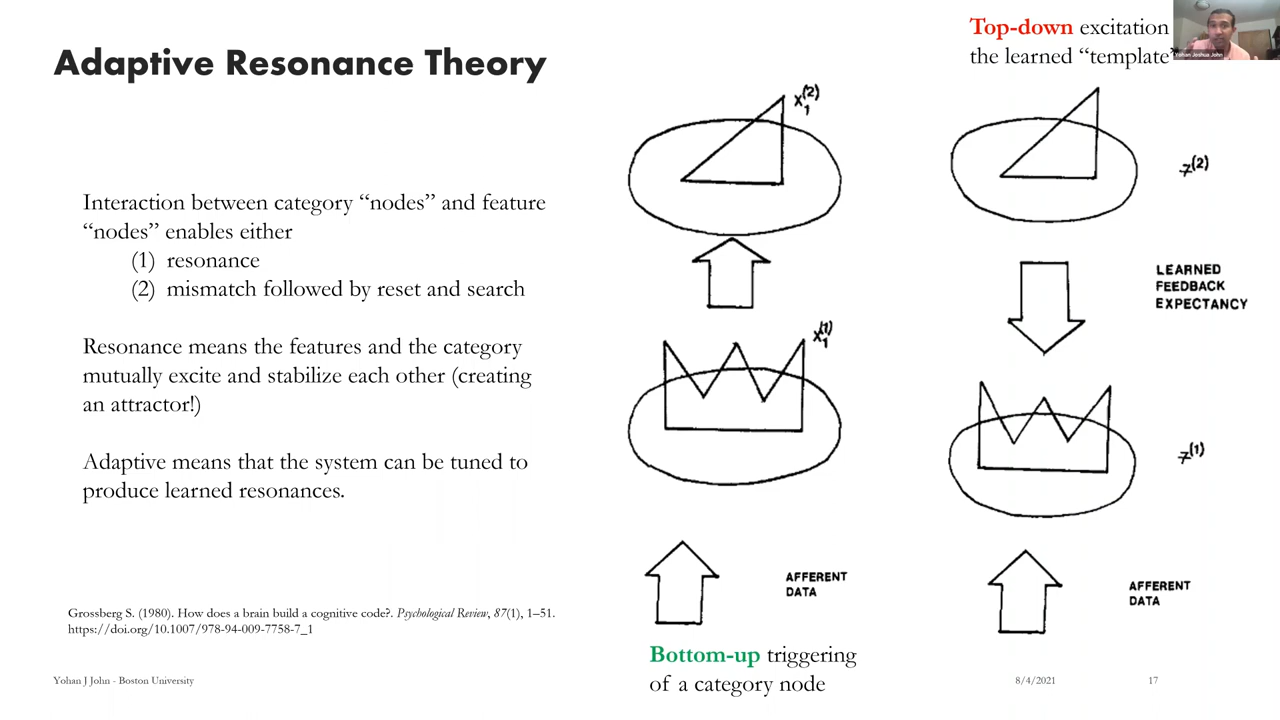 Adaptive Resonance Theory
Interaction between category “nodes” and feature
“nodes” enables either
(1) resonance
(2) mismatch followed by reset and search
Resonance means the features and the category
mutually excite and stabilize each other (creating
an attractor!)
Adaptive means that the system can be tuned to
produce learned resonances.
Grossberg S. (1980). How does a brain build a cognitive code?. Psychological Review, 87(1), 1–51.
https://doi.org/10.1007/978-94-009-7758-7_1
Yohan J John - Boston University
x₁⁽²⁾
x₁⁽¹⁾
AFFERENT
DATA
Bottom-up triggering
of a category node
Top-down excitation
the learned “template”
Yohan Joshua John
LEARNED
FEEDBACK
EXPECTANCY
AFFERENT
DATA
8/4/2021
17